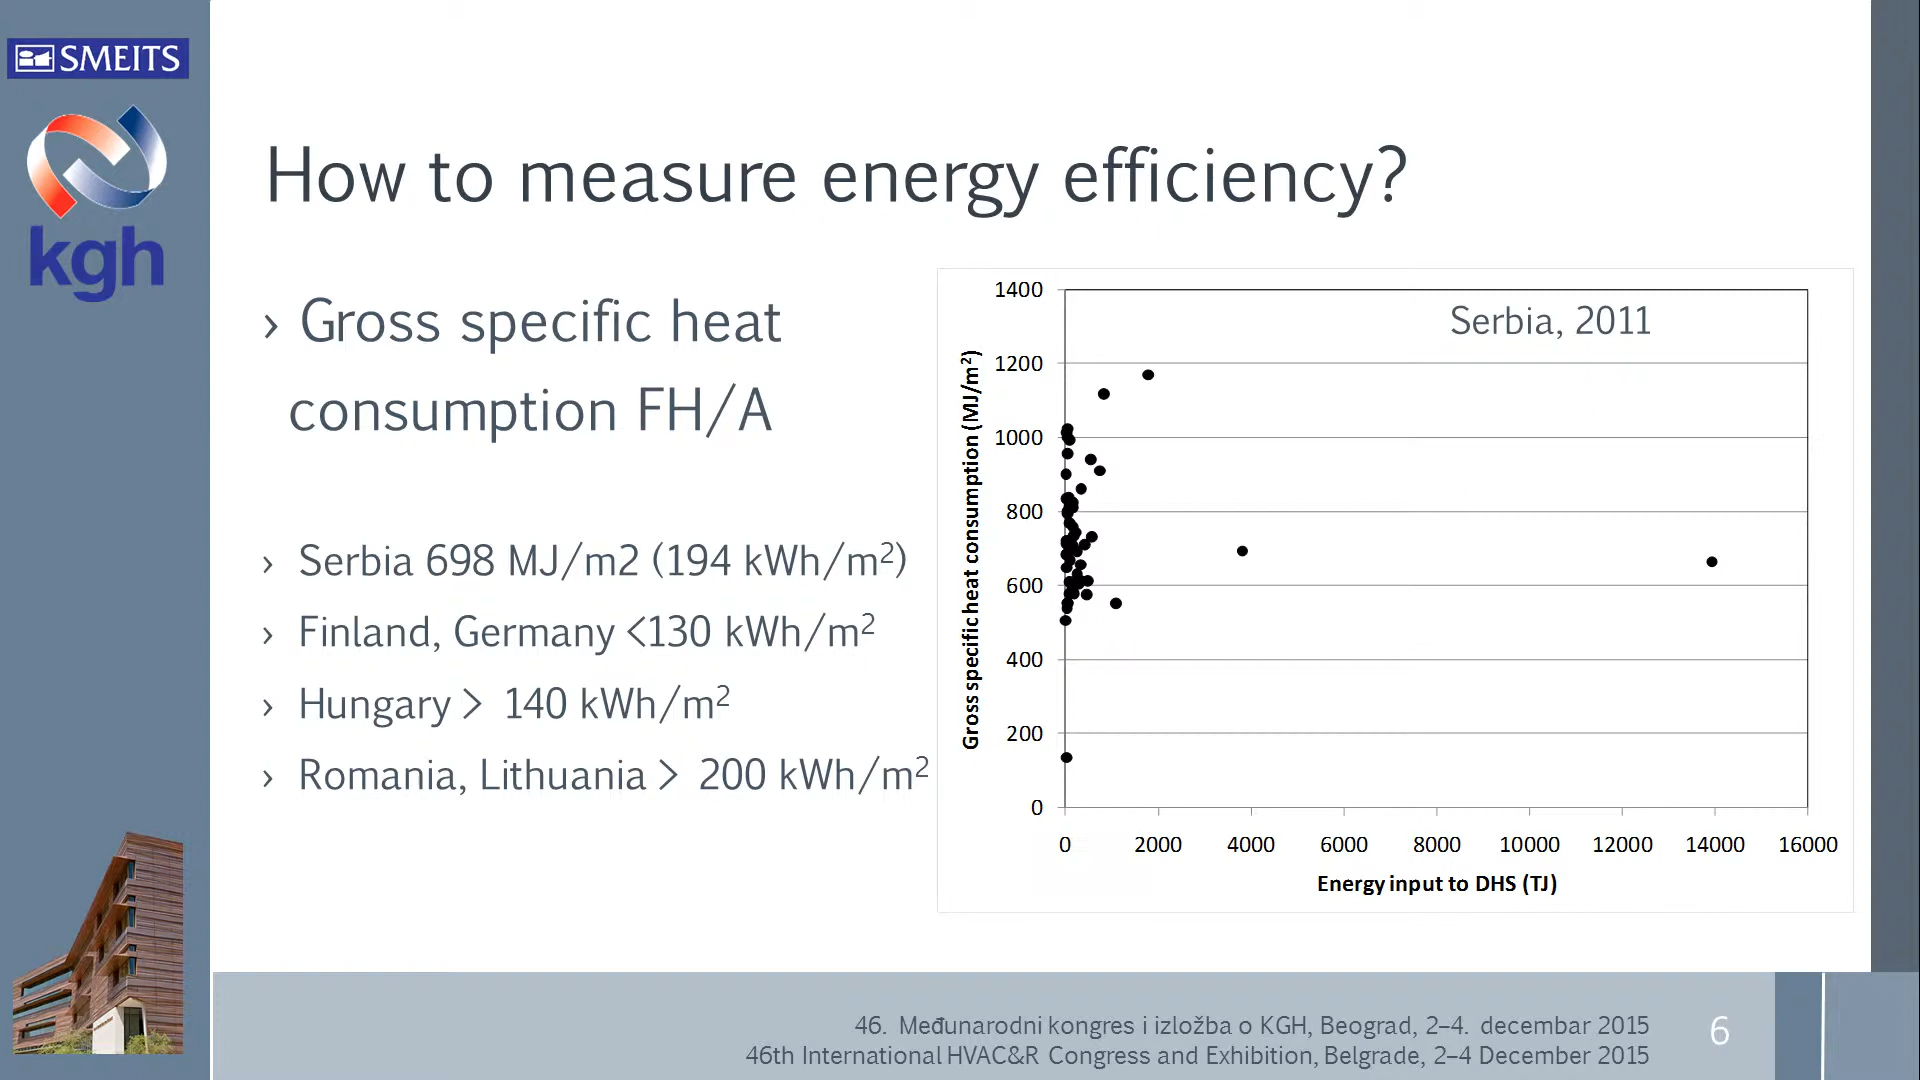 SMEITS
kgh
How to measure energy efficiency?
› Gross specific heat
consumption FH/A
› Serbia 698 MJ/m2 (194 kWh/m²)
› Finland, Germany <130 kWh/m²
› Hungary > 140 kWh/m²
› Romania, Lithuania > 200 kWh/m²
Serbia, 2011
Gross specific heat consumption (MJ/m²)
1400
1200
1000
800
600
400
200
0
0 2000 4000 6000 8000 10000 12000 14000 16000
Energy input to DHS (TJ)
46. Međunarodni kongres i izložba o KGH, Beograd, 2–4. decembar 2015
46th International HVAC&R Congress and Exhibition, Belgrade, 2–4 December 2015
6